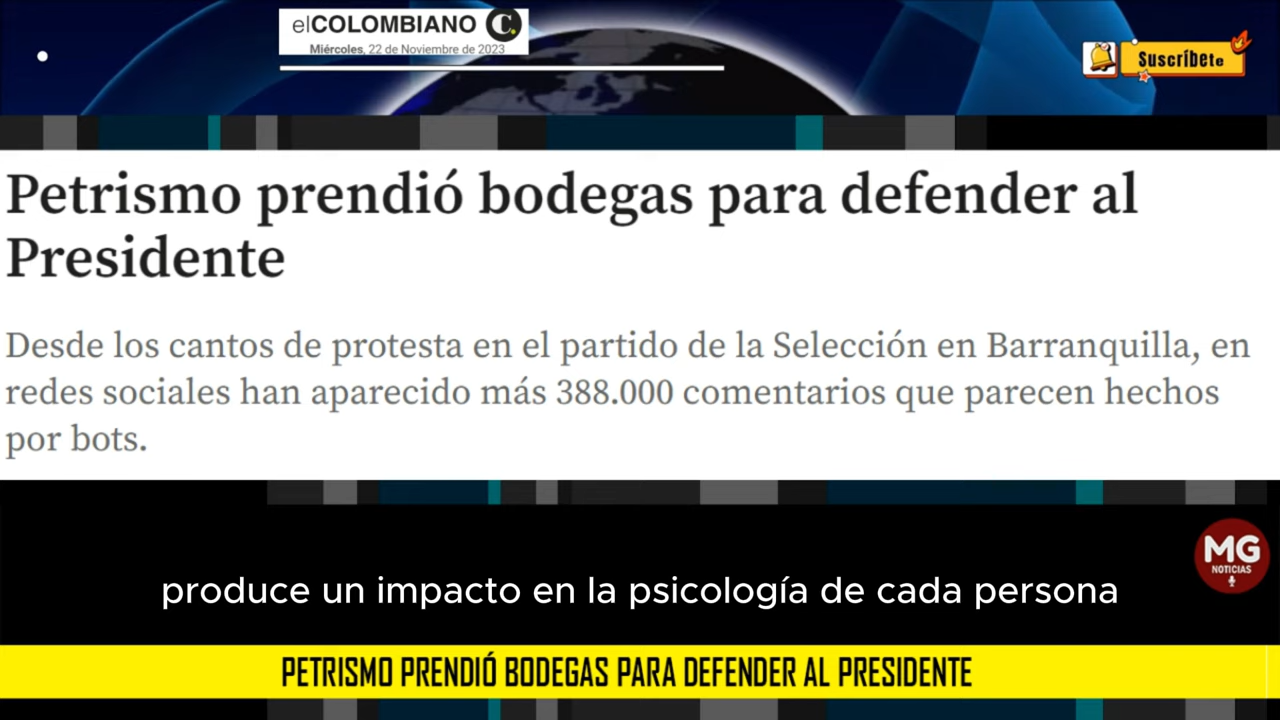 elCOLOMBIANO C.
Miércoles, 22 de Noviembre de 2023
Suscríbete
Petrismo prendió bodegas para defender al
Presidente
Desde los cantos de protesta en el partido de la Selección en Barranquilla, en
redes sociales han aparecido más 388.000 comentarios que parecen hechos
por bots.
MG
NOTICIAS
produce un impacto en la psicología de cada persona
PETRISMO PRENDIÓ BODEGAS PARA DEFENDER AL PRESIDENTE